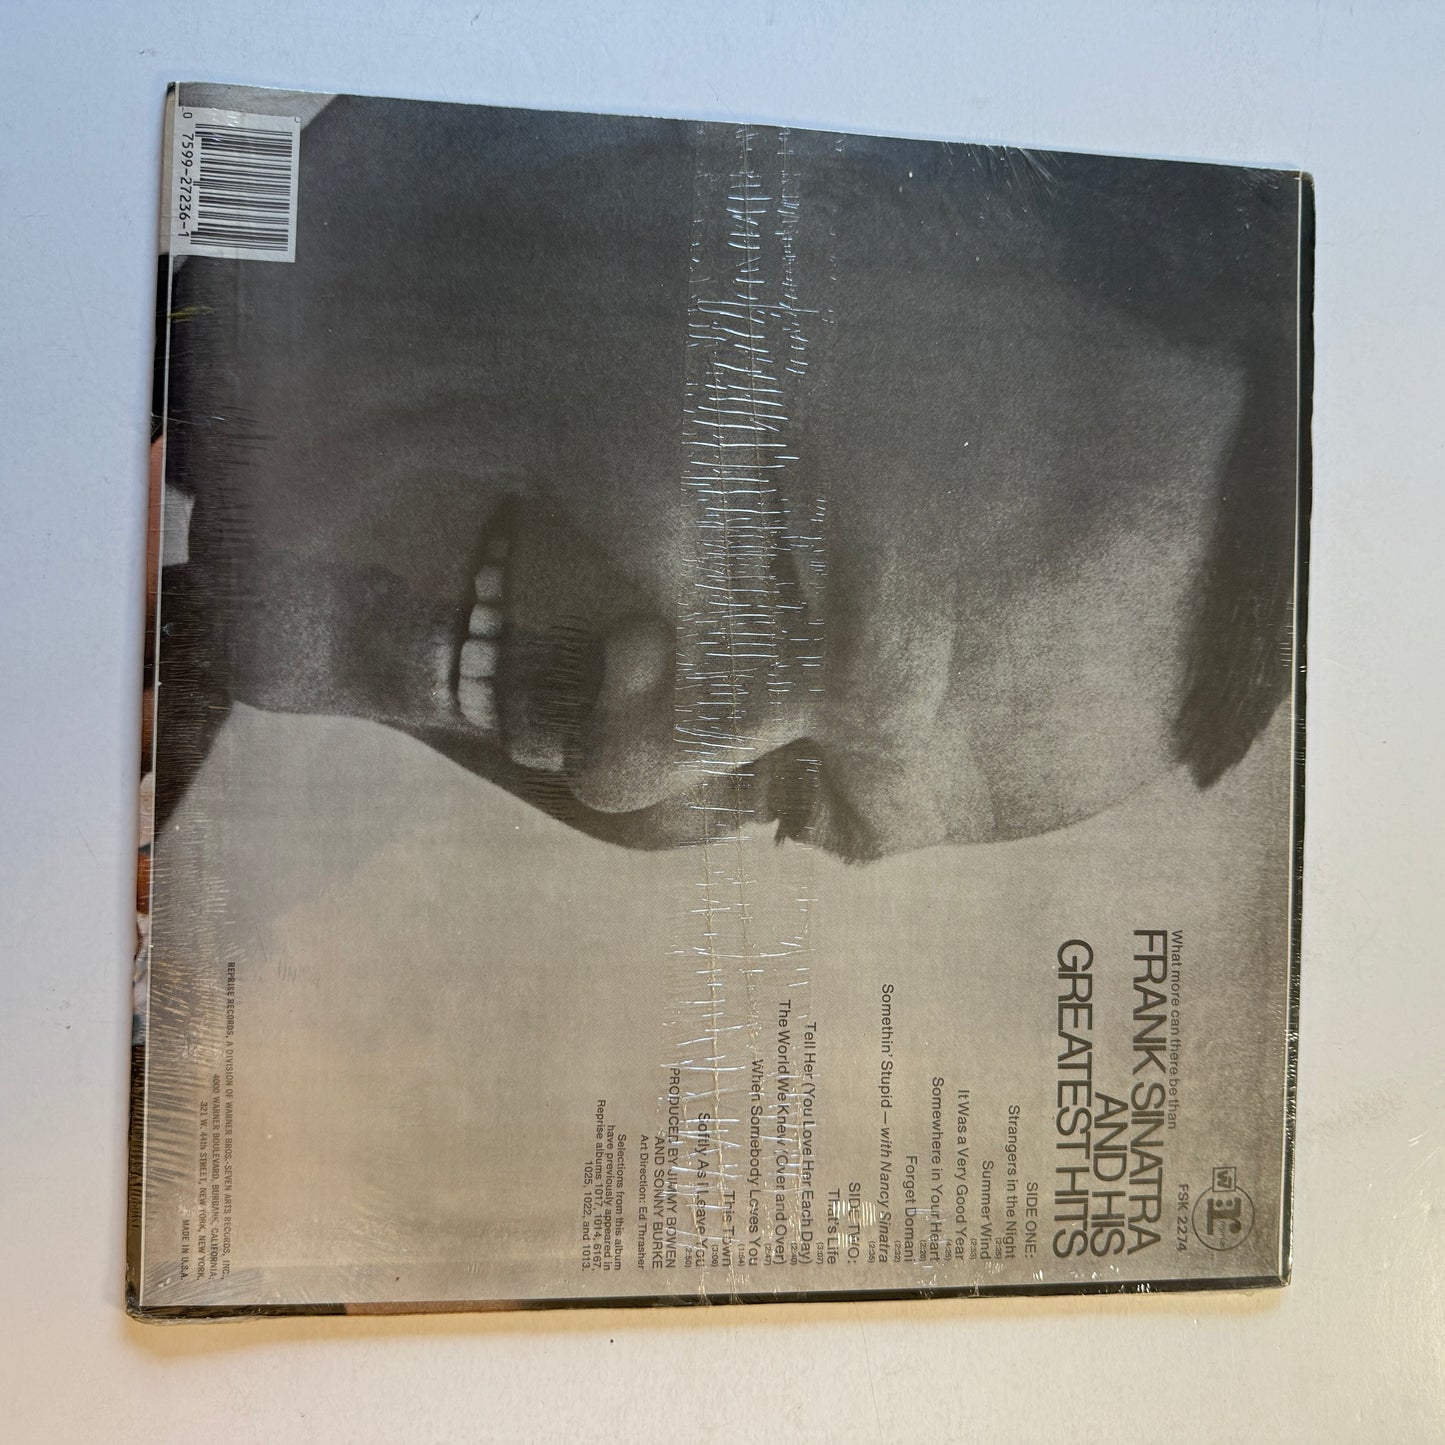 FSK 2274
What more can there be than
FRANK SINATRA
AND HIS
GREATEST HITS
SIDE ONE:
Strangers in the Night (2:25)
Summer Wind (2:53)
It Was a Very Good Year (4:25)
Somewhere in Your Heart (2:28)
Forget Domani (2:32)
Somethin' Stupid—with Nancy Sinatra (2:35)
SIDE TWO:
That's Life (3:07)
Tell Her (You Love Her Each Day) (2:40)
The World We Knew (Over and Over) (2:47)
When Somebody Loves You (1:54)
This Town (3:06)
Softly As I Leave You (2:50)
PRODUCED BY JIMMY BOWEN
AND SONNY BURKE
Art Direction: Ed Thrasher
Selections from this album
have previously appeared in
Reprise albums 1017, 1014, 6167,
1025, 1022, and 1013.
REPRISE RECORDS, A DIVISION OF WARNER BROS.-SEVEN ARTS RECORDS, INC.,
4000 WARNER BOULEVARD, BURBANK, CALIFORNIA;
321 W. 44th STREET, NEW YORK, NEW YORK.
MADE IN U.S.A.
0 7599-27236-1